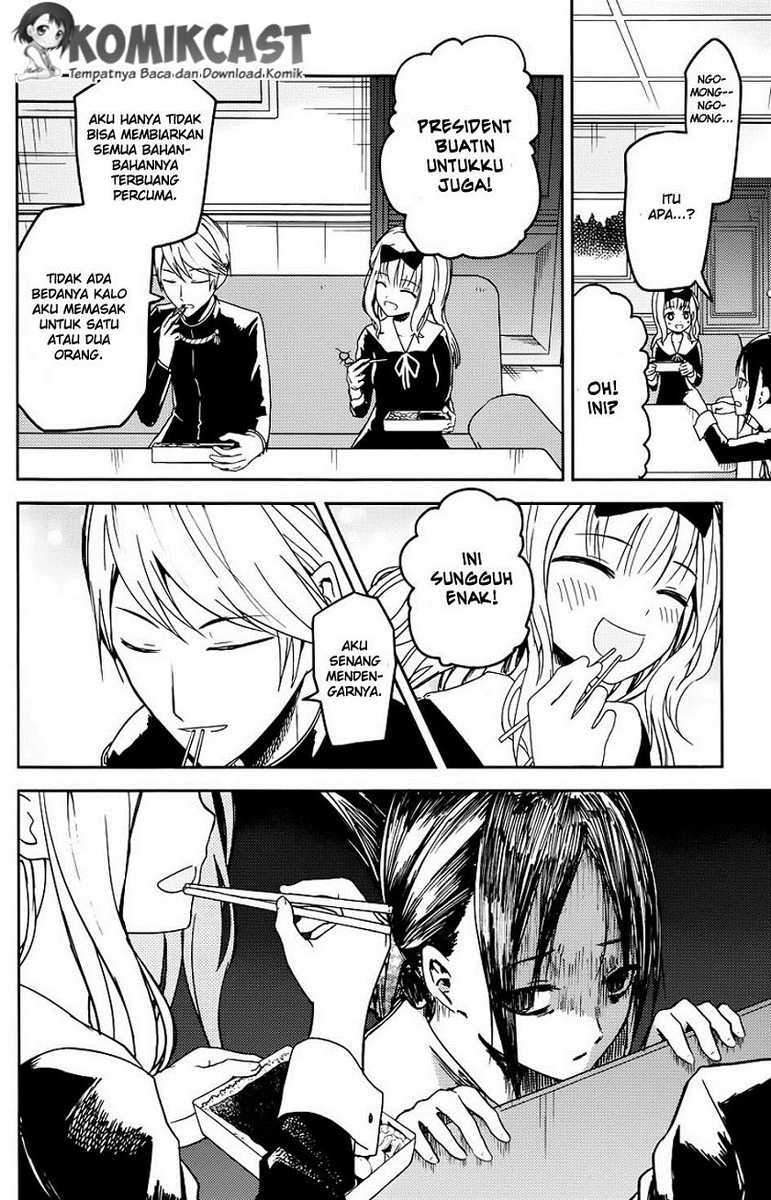 KOMIKCAST
Tempatnya Baca dan Download Komik
NGO-
MONG--
NGO-
MONG...
ITU
APA...?
OH!
INI?
PRESIDENT
BUATIN
UNTUKKU
JUGA!
AKU HANYA TIDAK
BISA MEMBIARKAN
SEMUA BAHAN-
BAHANNYA
TERBUANG
PERCUMA.
TIDAK ADA
BEDANYA KALO
AKU MEMASAK
UNTUK SATU
ATAU DUA
ORANG.
INI
SUNGGUH
ENAK!
AKU
SENANG
MENDEN-
GARNYA.